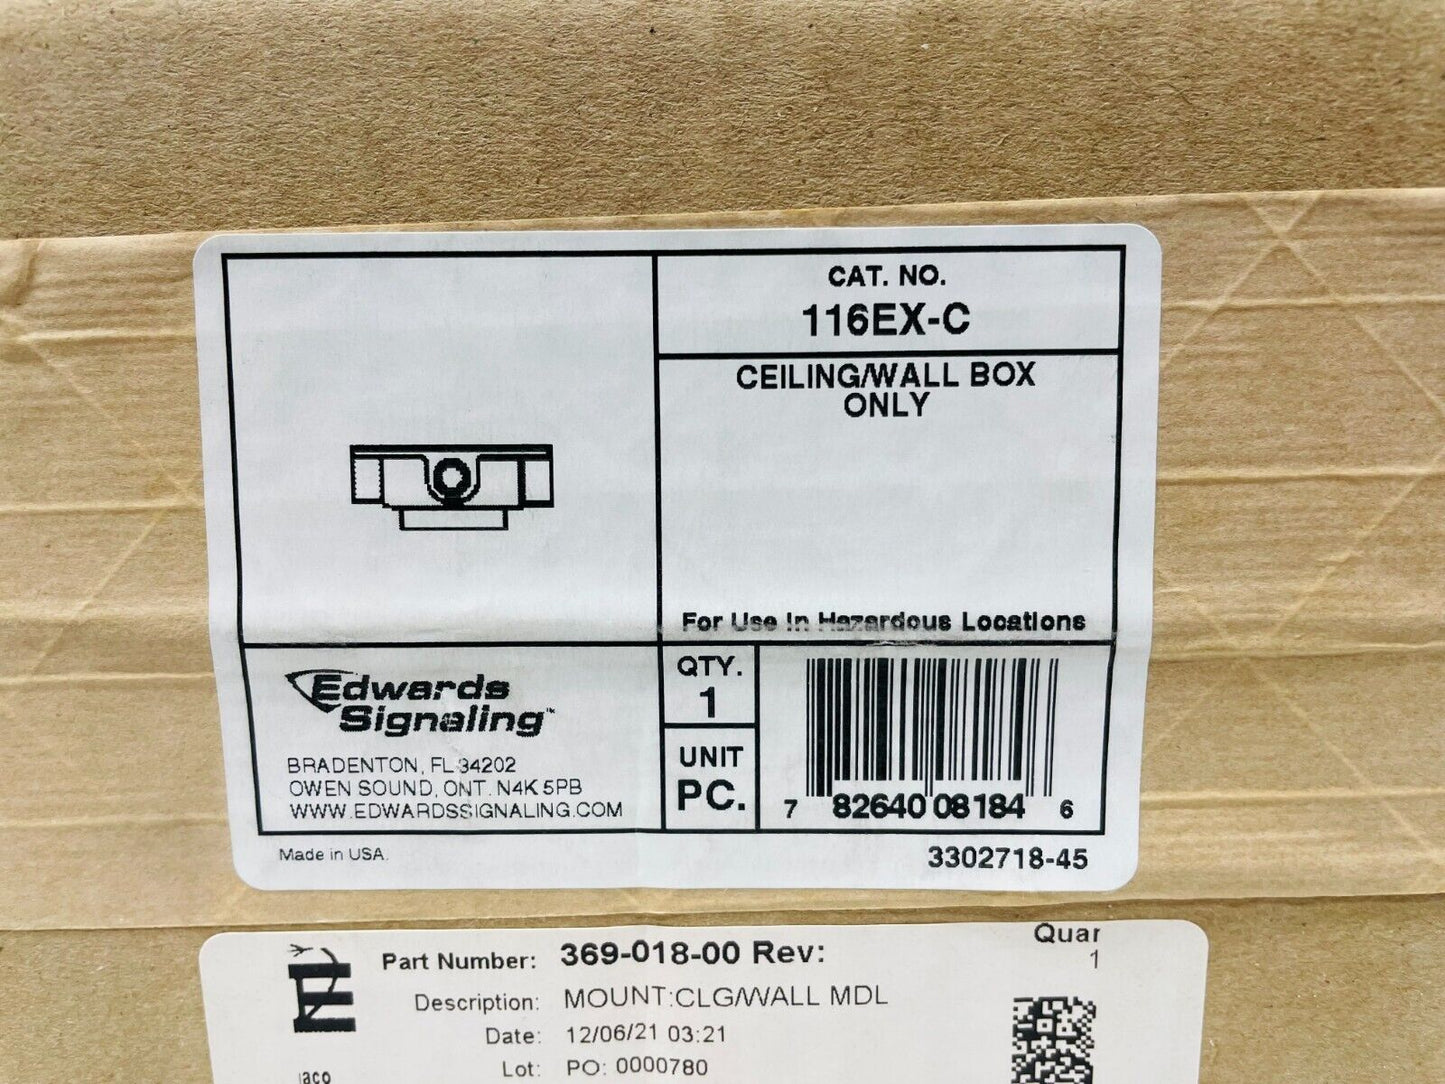 CAT. NO.
116EX-C
CEILING/WALL BOX
ONLY
For Use In Hazardous Locations
Edwards
Signaling™
BRADENTON, FL 34202
OWEN SOUND, ONT. N4K 5PB
WWW.EDWARDSSIGNALING.COM
QTY.
1
UNIT
PC.
7 82640 08184 6
Made in USA.
3302718-45
Part Number: 369-018-00 Rev:
Quan
1
Description: MOUNT:CLG/WALL MDL
Date: 12/06/21 03:21
Lot: PO: 0000780